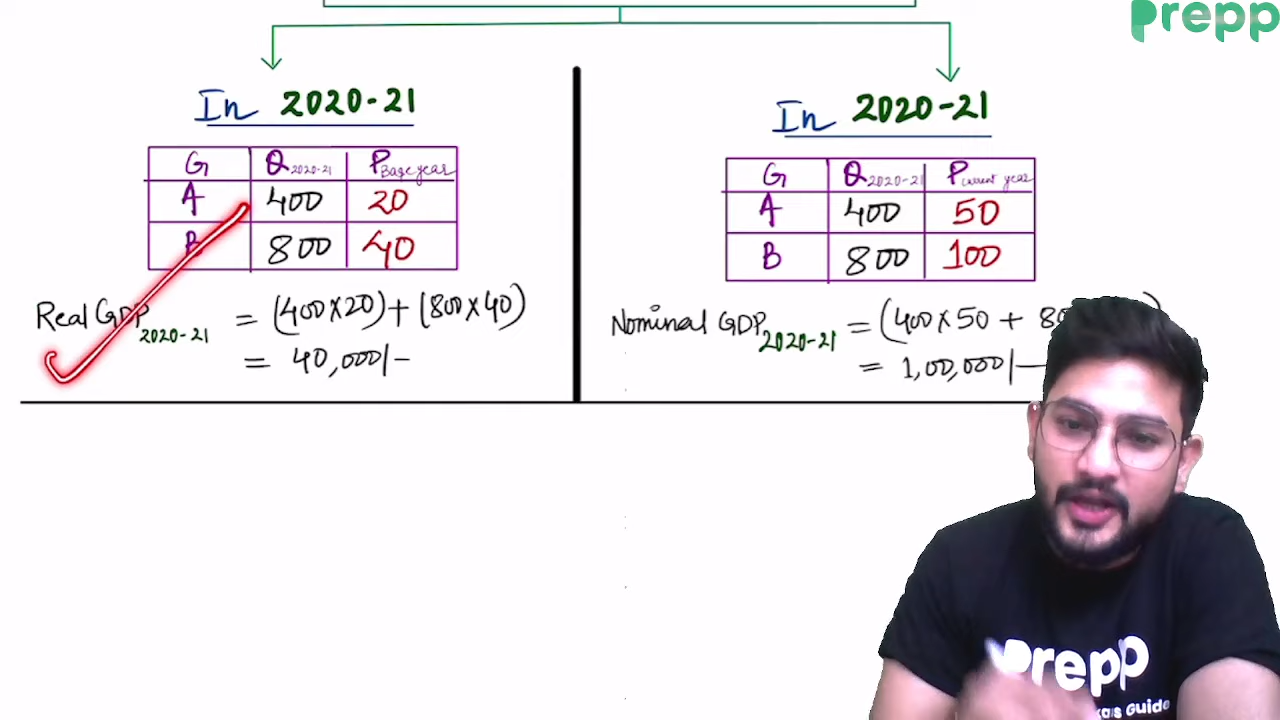 Prepp
In 2020-21
G Q2020-21 PBase year
A 400 20
B 800 40
Real GDP2020-21 = (400×20)+(800×40)
= 40,000/-
In 2020-21
G Q2020-21 Pcurrent year
A 400 50
B 800 100
Nominal GDP2020-21 = (400×50 + 80
= 1,00,000/-
Prepp
Guide